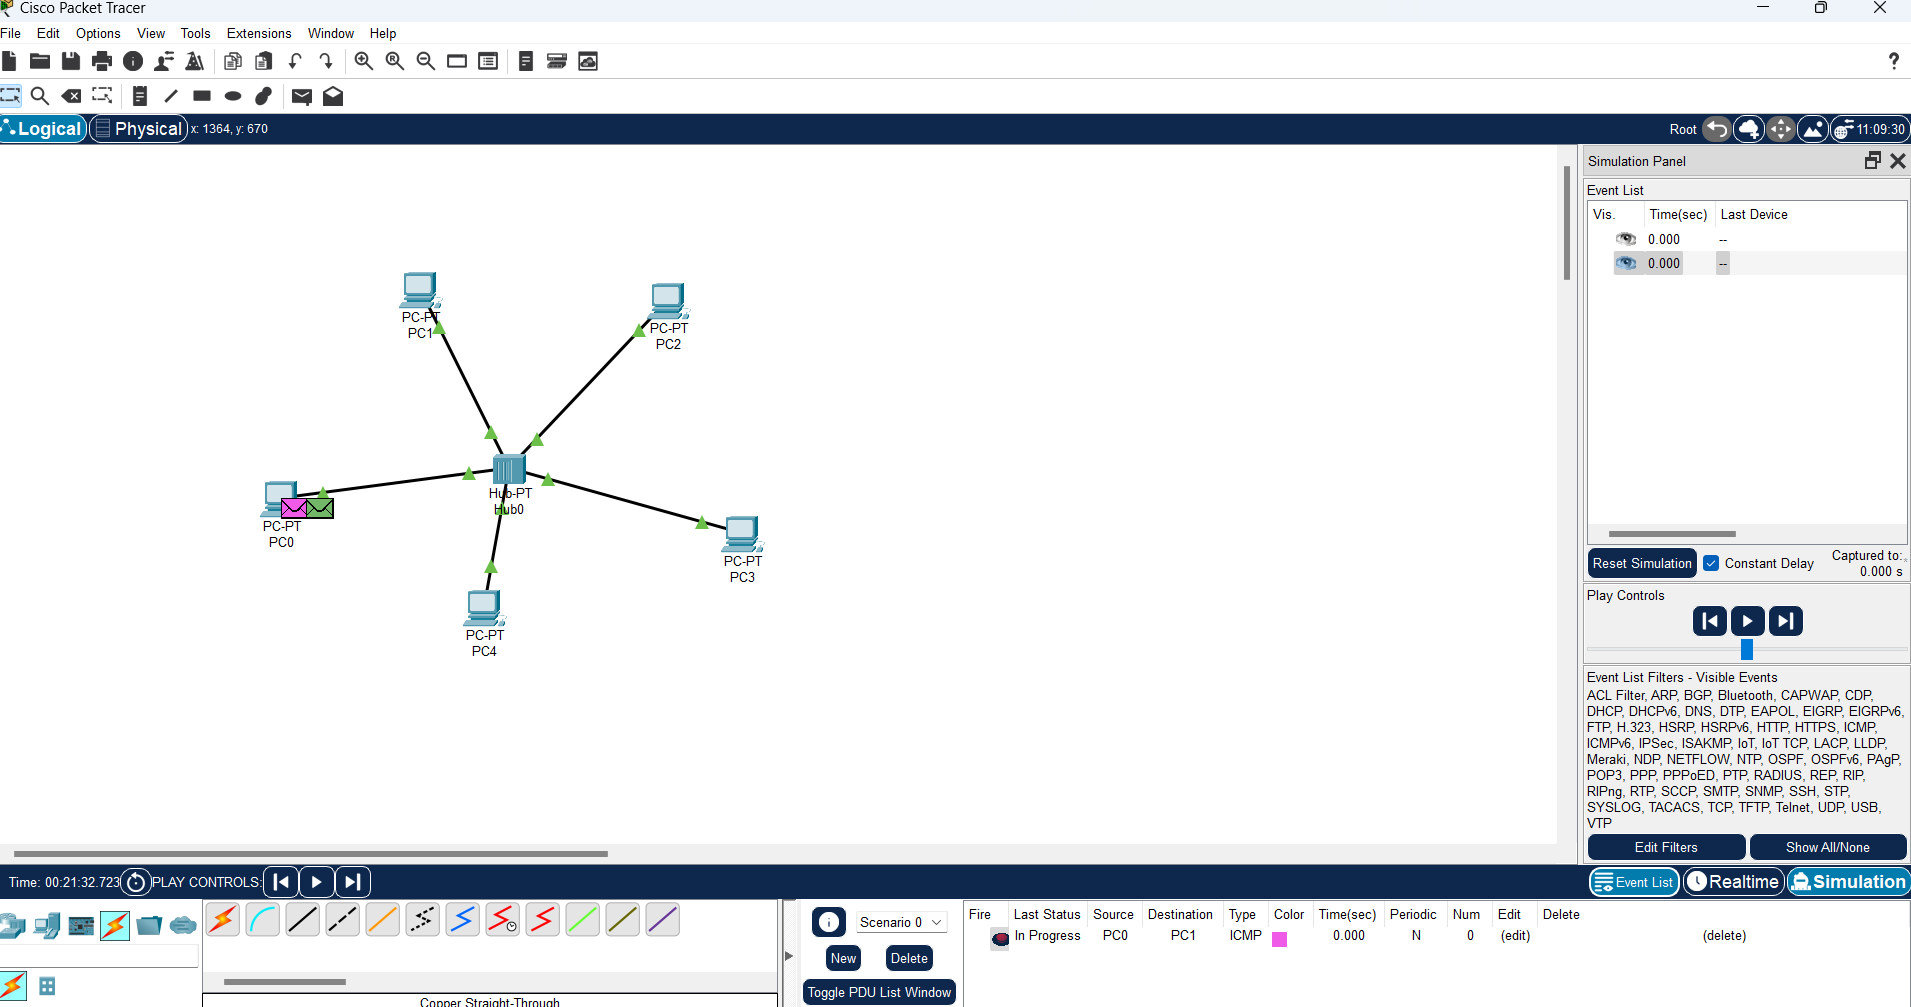 Cisco Packet Tracer
File Edit Options View Tools Extensions Window Help
?
Logical Physical x: 1364, y: 670 Root 11:09:30
Simulation Panel
Event List
Vis. Time(sec) Last Device
0.000 --
0.000 --
PC-PT
PC1
PC-PT
PC2
Hub-PT
Hub0
PC-PT
PC0
PC-PT
PC3
PC-PT
PC4
Reset Simulation Constant Delay Captured to:
0.000 s
Play Controls
Event List Filters - Visible Events
ACL Filter, ARP, BGP, Bluetooth, CAPWAP, CDP,
DHCP, DHCPv6, DNS, DTP, EAPOL, EIGRP, EIGRPv6,
FTP, H.323, HSRP, HSRPv6, HTTP, HTTPS, ICMP,
ICMPv6, IPSec, ISAKMP, IoT, IoT TCP, LACP, LLDP,
Meraki, NDP, NETFLOW, NTP, OSPF, OSPFv6, PAgP,
POP3, PPP, PPPoED, PTP, RADIUS, REP, RIP,
RIPng, RTP, SCCP, SMTP, SNMP, SSH, STP,
SYSLOG, TACACS, TCP, TFTP, Telnet, UDP, USB,
VTP
Edit Filters Show All/None
Time: 00:21:32.723 PLAY CONTROLS: Event List Realtime Simulation
Scenario 0
New Delete
Toggle PDU List Window
Fire Last Status Source Destination Type Color Time(sec) Periodic Num Edit Delete
In Progress PC0 PC1 ICMP 0.000 N 0 (edit) (delete)
Copper Straight-Through